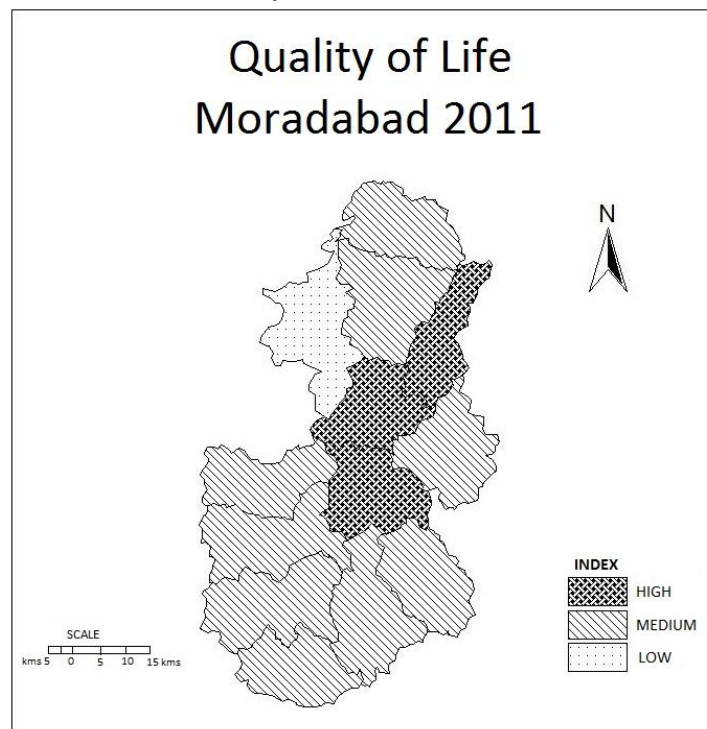 Quality of Life
Moradabad 2011
N
INDEX
HIGH
MEDIUM
LOW
SCALE
kms 5 0 5 10 15 kms